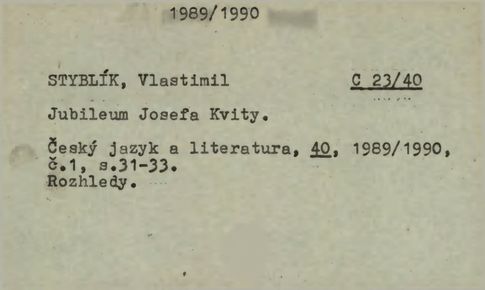 1989/1990
STYBLÍK, Vlastimil C 23/40
Jubileum Josefa Kvity.
Český jazyk a literatura, 40, 1989/1990,
č.1, s.31-33.
Rozhledy.